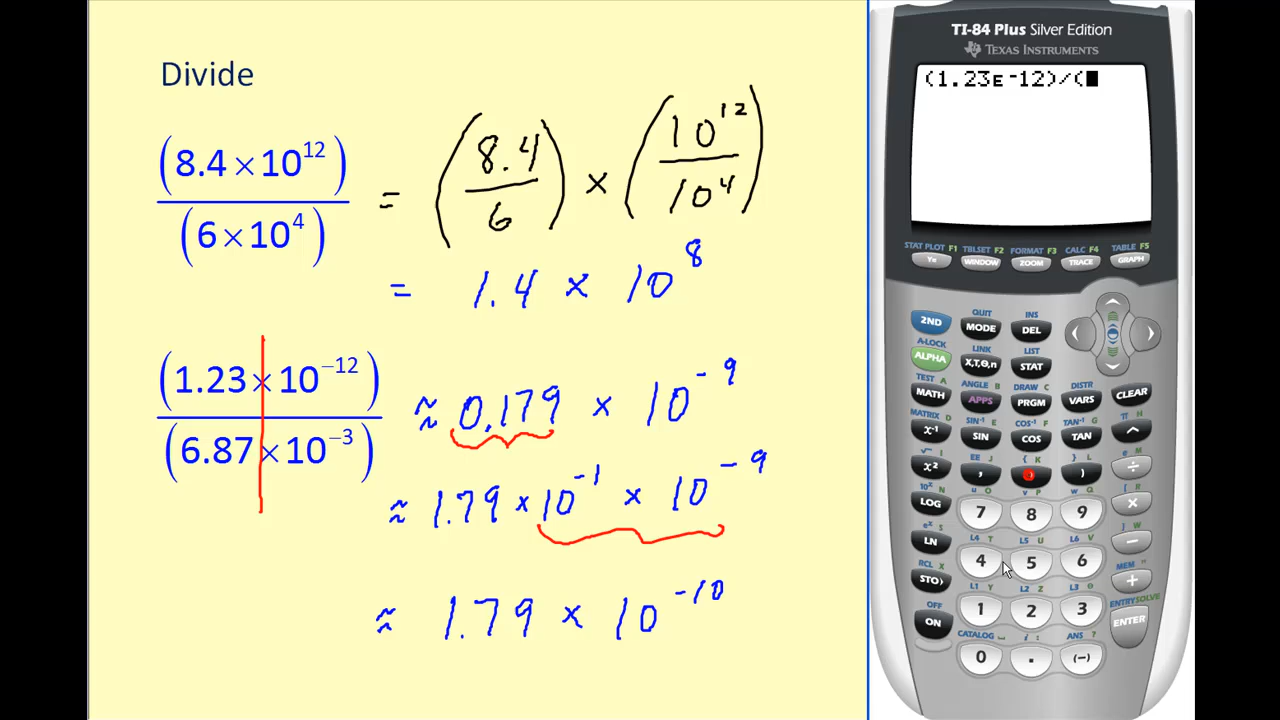 Divide
(8.4 × 10^12) / (6 × 10^4) = (8.4 / 6) × (10^12 / 10^4)
= 1.4 × 10^8
(1.23 × 10^−12) / (6.87 × 10^−3) ≈ 0.179 × 10^−9
≈ 1.79 × 10^−1 × 10^−9
≈ 1.79 × 10^−10
TI-84 Plus Silver Edition
TEXAS INSTRUMENTS
(1.23E-12)/(
STAT PLOT F1 TBLSET F2 FORMAT F3 CALC F4 TABLE F5
Y= WINDOW ZOOM TRACE GRAPH
QUIT INS
2ND MODE DEL
A-LOCK LINK LIST
ALPHA X,T,Θ,n STAT
TEST A ANGLE B DRAW C DISTR
MATH APPS PRGM VARS CLEAR
MATRIX D SIN⁻¹ E COS⁻¹ F TAN⁻¹ G π H
x⁻¹ SIN COS TAN ^
√ I EE J { K } L e M
x² , ( ) ÷
10ˣ N u O v P w Q [ R
LOG 7 8 9 ×
eˣ S L4 T L5 U L6 V ] W
LN 4 5 6 −
RCL X L1 Y L2 Z L3 θ MEM "
STO› 1 2 3 +
OFF CATALOG i : ANS ? ENTRY SOLVE
ON 0 . (−) ENTER